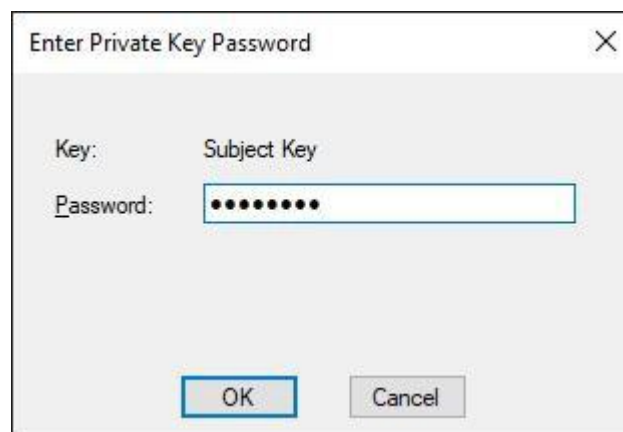 Enter Private Key Password
Key: Subject Key
Password: ●●●●●●●●
OK Cancel